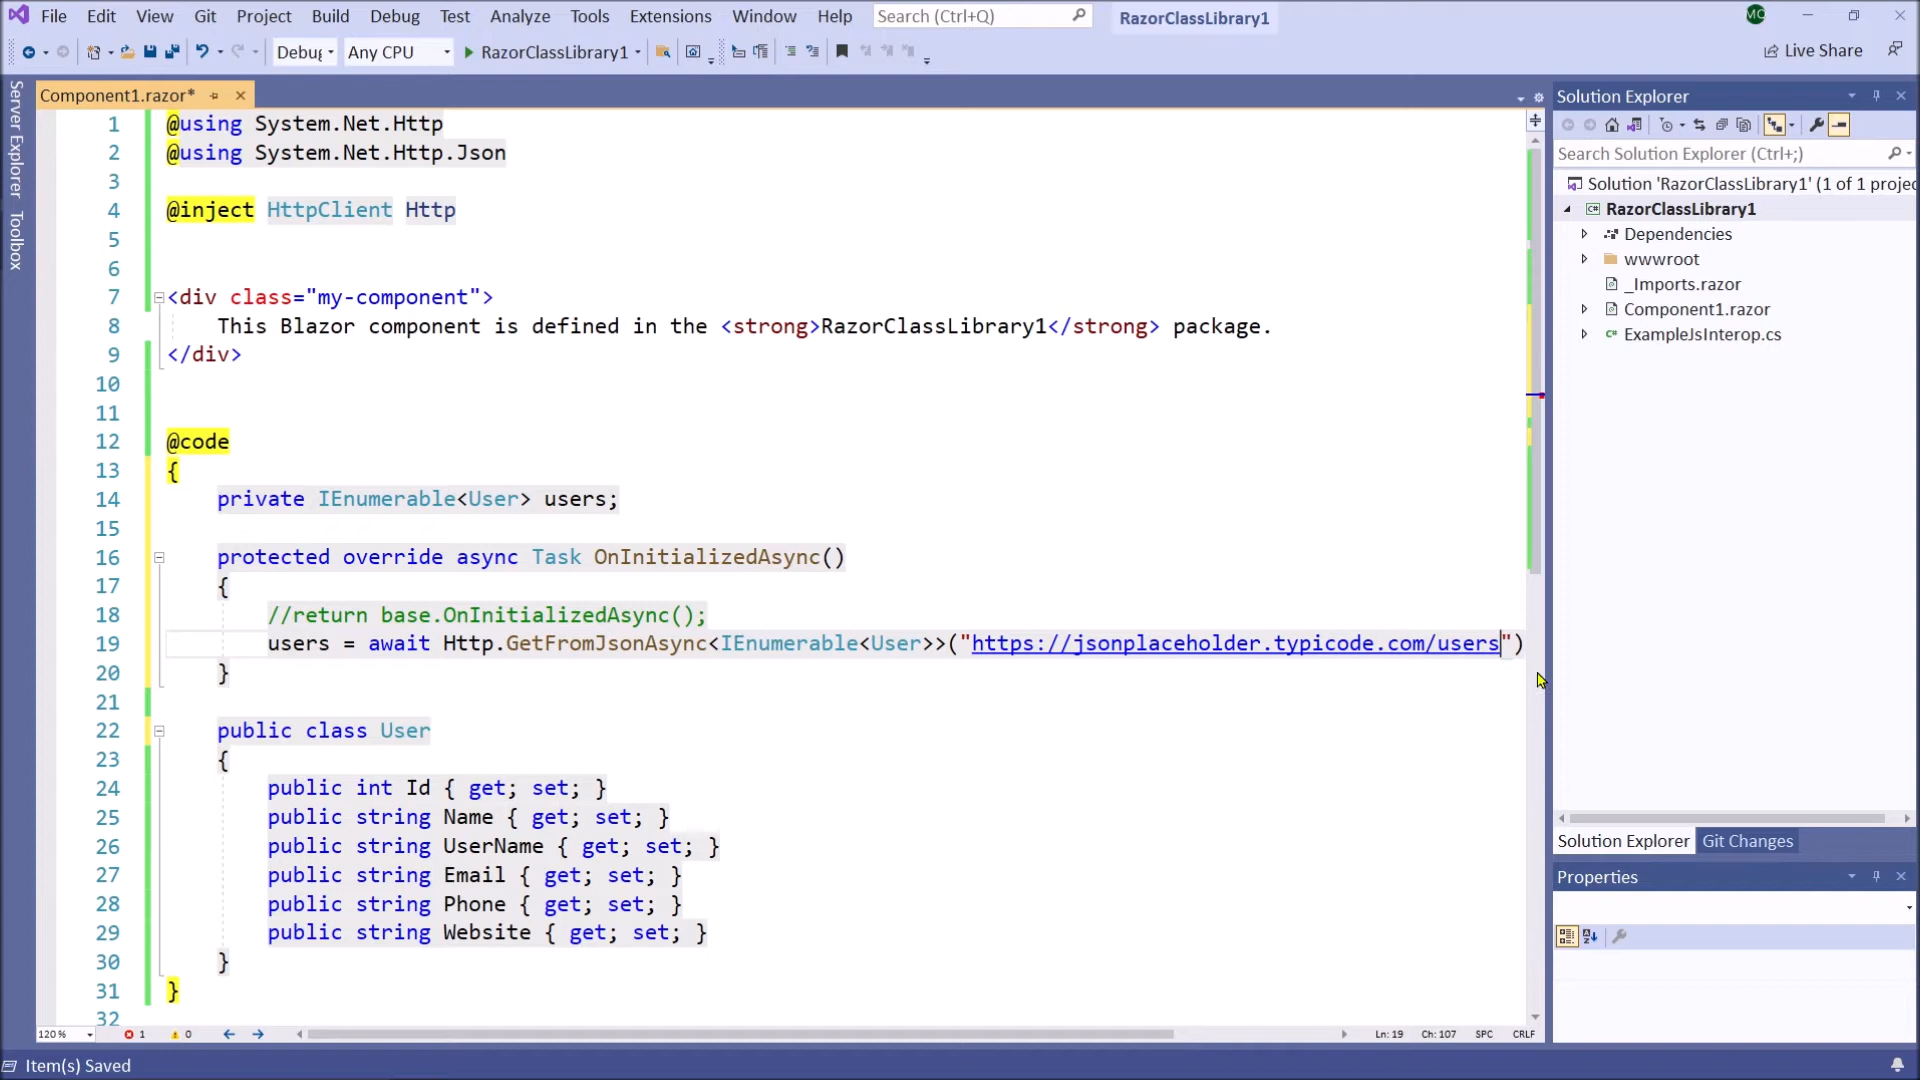 File Edit View Git Project Build Debug Test Analyze Tools Extensions Window Help Search (Ctrl+Q) RazorClassLibrary1 MC
Debug Any CPU RazorClassLibrary1 Live Share
Server Explorer
Toolbox
Component1.razor*
1 @using System.Net.Http
2 @using System.Net.Http.Json
3
4 @inject HttpClient Http
5
6
7 <div class="my-component">
8 This Blazor component is defined in the <strong>RazorClassLibrary1</strong> package.
9 </div>
10
11
12 @code
13 {
14 private IEnumerable<User> users;
15
16 protected override async Task OnInitializedAsync()
17 {
18 //return base.OnInitializedAsync();
19 users = await Http.GetFromJsonAsync<IEnumerable<User>>("https://jsonplaceholder.typicode.com/users")
20 }
21
22 public class User
23 {
24 public int Id { get; set; }
25 public string Name { get; set; }
26 public string UserName { get; set; }
27 public string Email { get; set; }
28 public string Phone { get; set; }
29 public string Website { get; set; }
30 }
31 }
32
120 % 1 0 Ln: 19 Ch: 107 SPC CRLF
Solution Explorer
Search Solution Explorer (Ctrl+;)
Solution 'RazorClassLibrary1' (1 of 1 projec
RazorClassLibrary1
Dependencies
wwwroot
_Imports.razor
Component1.razor
ExampleJsInterop.cs
Solution Explorer Git Changes
Properties
Item(s) Saved